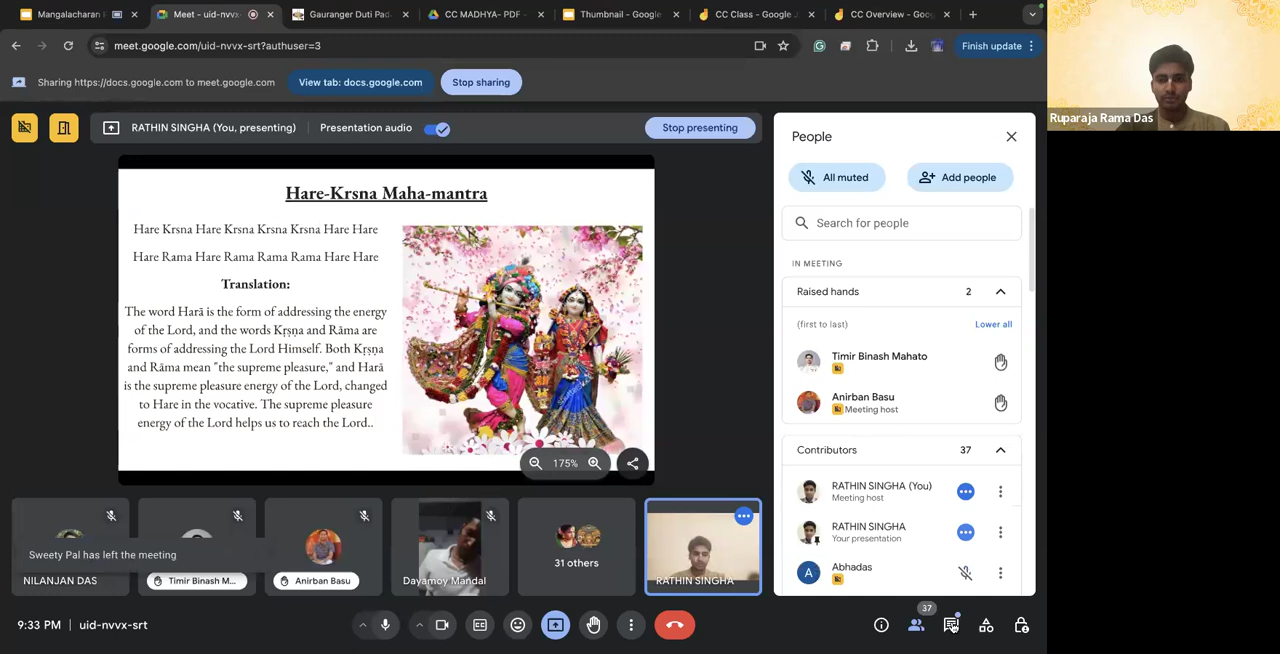 Mangalacharan
Meet - uid-nvvx-
Gauranger Duti Pad
CC MADHYA- PDF -
Thumbnail - Google
CC Class - Google
CC Overview - Goog
meet.google.com/uid-nvvx-srt?authuser=3
Finish update
Sharing https://docs.google.com to meet.google.com
View tab: docs.google.com
Stop sharing
RATHIN SINGHA (You, presenting)
Presentation audio
Stop presenting
Hare-Krsna Maha-mantra
Hare Krsna Hare Krsna Krsna Krsna Hare Hare
Hare Rama Hare Rama Rama Rama Hare Hare
Translation:
The word Harā is the form of addressing the energy
of the Lord, and the words Kṛṣṇa and Rāma are
forms of addressing the Lord Himself. Both Kṛṣṇa
and Rāma mean "the supreme pleasure," and Harā
is the supreme pleasure energy of the Lord, changed
to Hare in the vocative. The supreme pleasure
energy of the Lord helps us to reach the Lord..
175%
People
All muted
Add people
Search for people
IN MEETING
Raised hands
2
(first to last)
Lower all
Timir Binash Mahato
Anirban Basu
Meeting host
Contributors
37
RATHIN SINGHA (You)
Meeting host
RATHIN SINGHA
Your presentation
A
Abhadas
Sweety Pal has left the meeting
NILANJAN DAS
Timir Binash M...
Anirban Basu
Dayamoy Mandal
31 others
RATHIN SINGHA
9:33 PM | uid-nvvx-srt
37
Ruparaja Rama Das